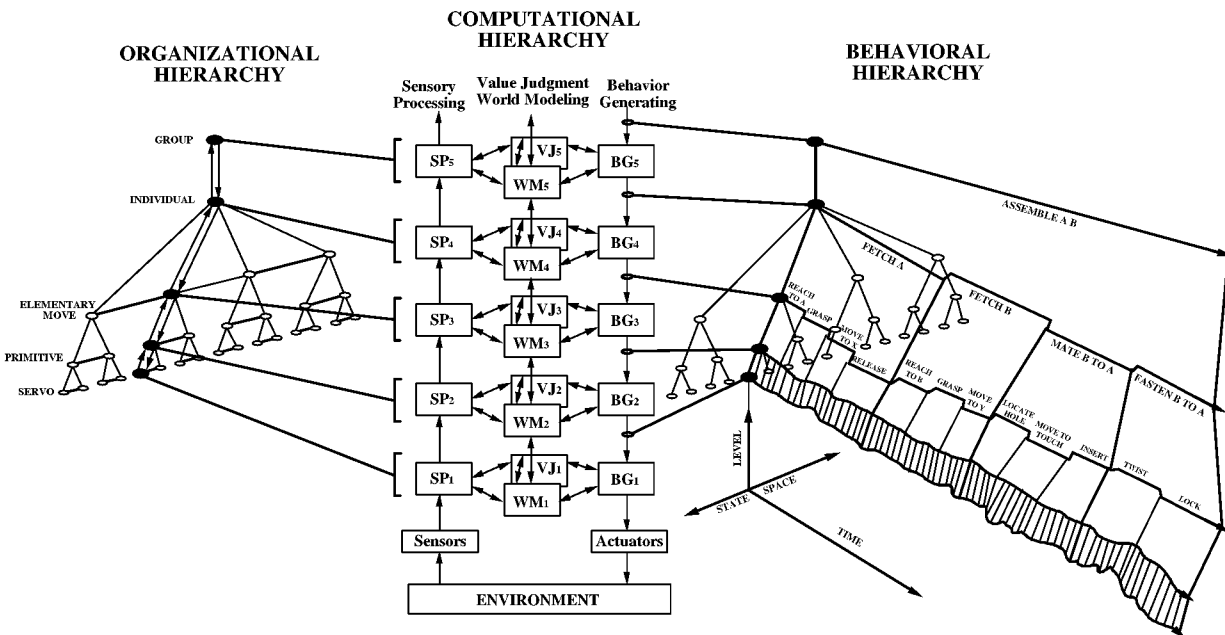 COMPUTATIONAL
HIERARCHY
ORGANIZATIONAL
HIERARCHY
BEHAVIORAL
HIERARCHY
Sensory
Processing
Value Judgment
World Modeling
Behavior
Generating
GROUP
INDIVIDUAL
ELEMENTARY
MOVE
PRIMITIVE
SERVO
SP5
VJ5
WM5
BG5
SP4
VJ4
WM4
BG4
SP3
VJ3
WM3
BG3
SP2
VJ2
WM2
BG2
SP1
VJ1
WM1
BG1
Sensors
Actuators
ENVIRONMENT
ASSEMBLE A B
FETCH A
FETCH B
MATE B TO A
FASTEN B TO A
REACH
TO A
GRASP
MOVE
TO X
RELEASE
REACH
TO B
GRASP
MOVE
TO Y
LOCATE
HOLE
MOVE TO
TOUCH
INSERT
TWIST
LOCK
LEVEL
STATE
SPACE
TIME